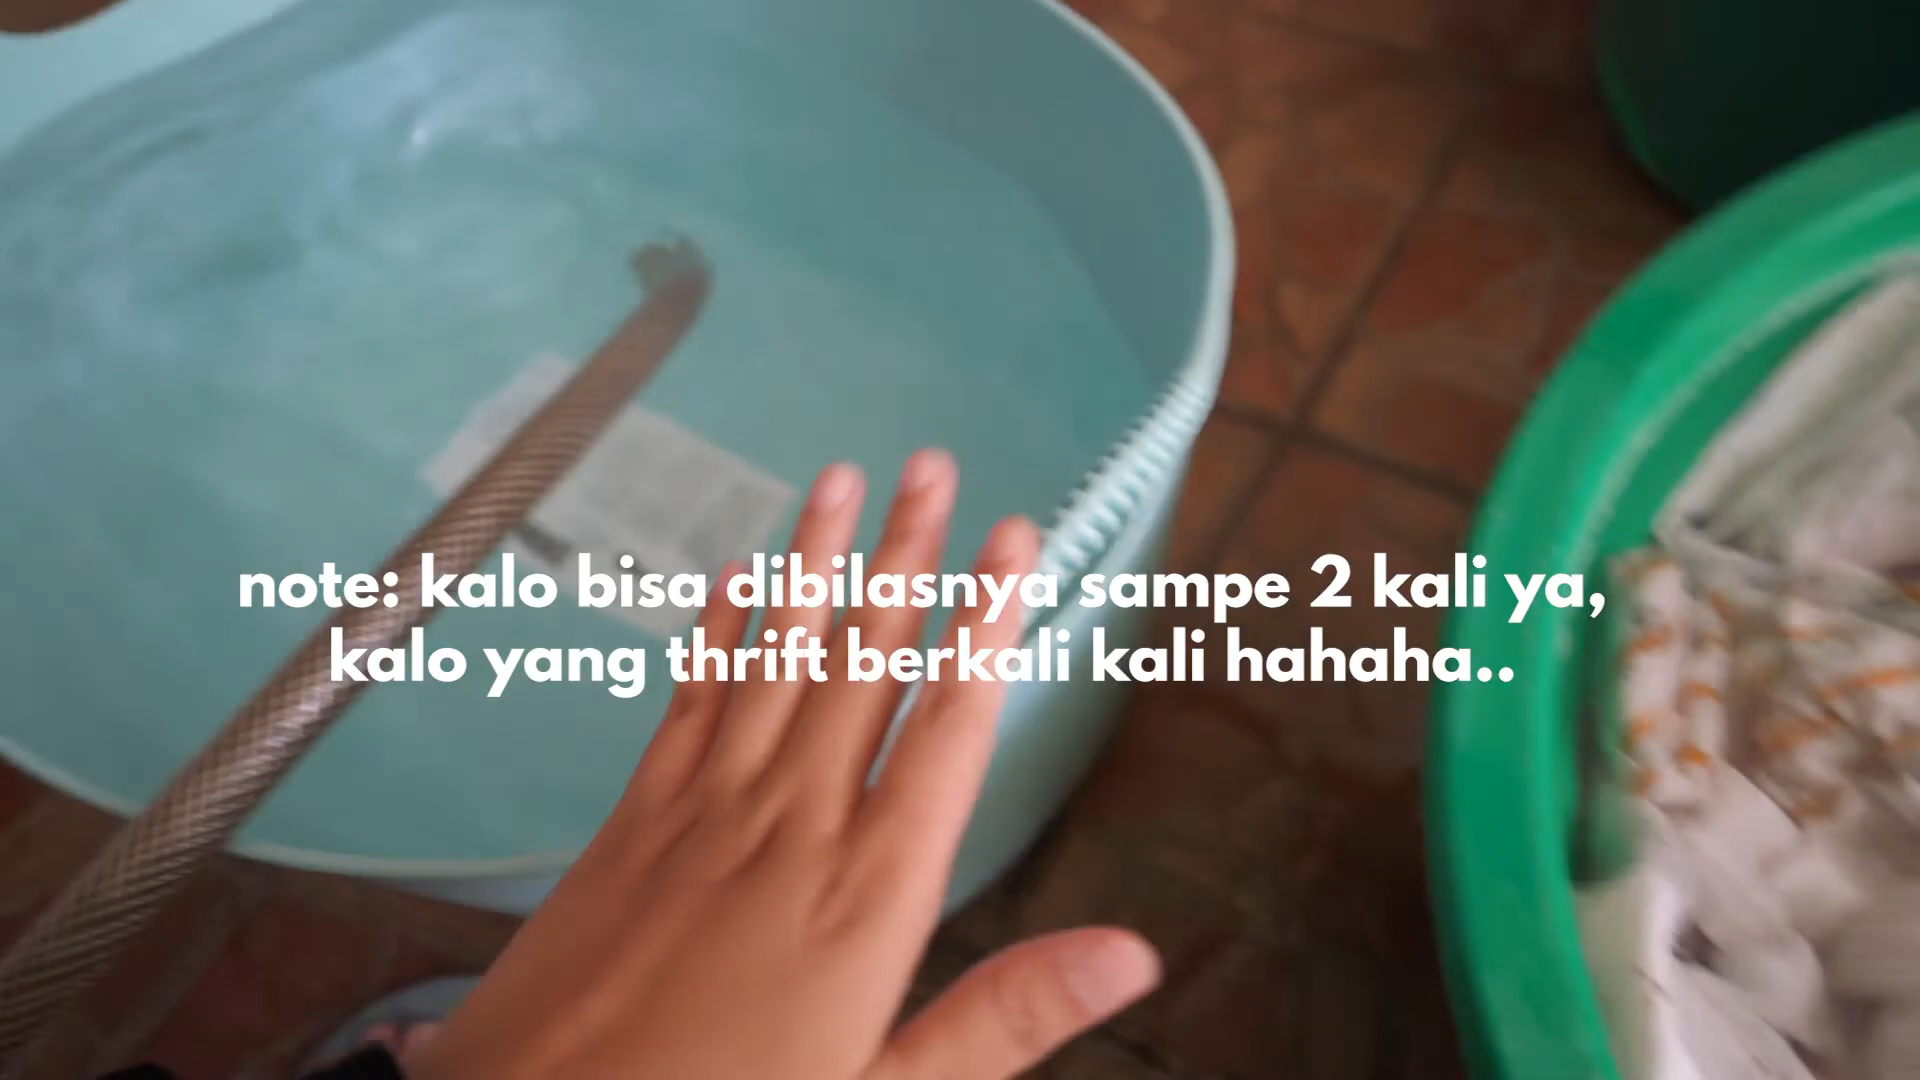 note: kalo bisa dibilasnya sampe 2 kali ya,
kalo yang thrift berkali kali hahaha..